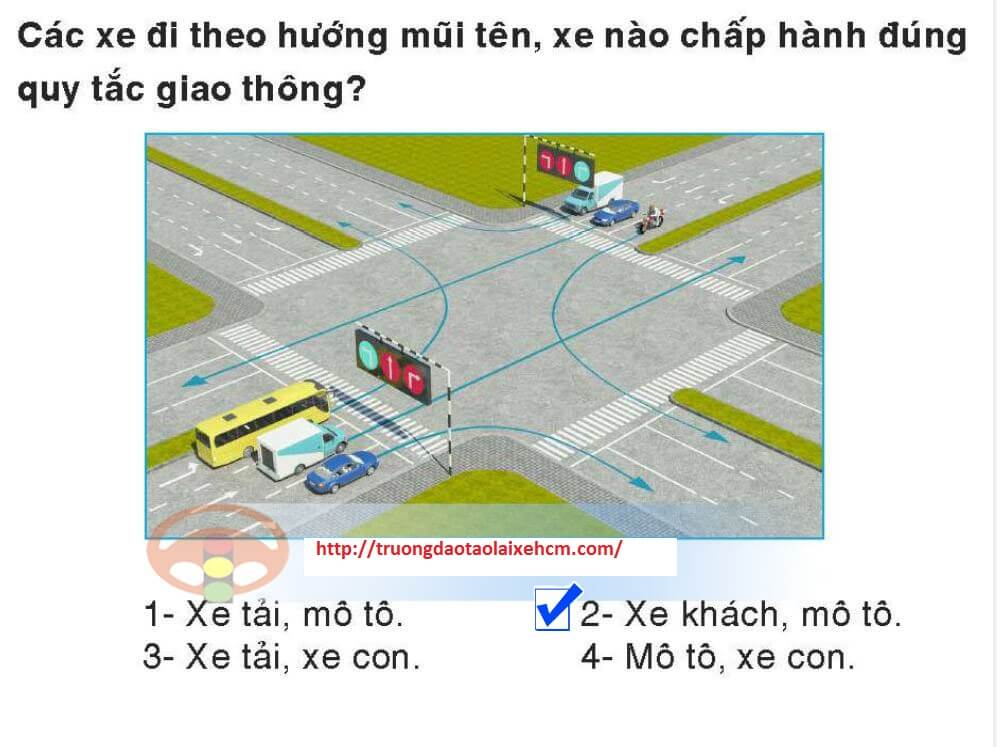 Các xe đi theo hướng mũi tên, xe nào chấp hành đúng
quy tắc giao thông?
http://truongdaotaolaixehcm.com/
1- Xe tải, mô tô.
2- Xe khách, mô tô.
3- Xe tải, xe con.
4- Mô tô, xe con.